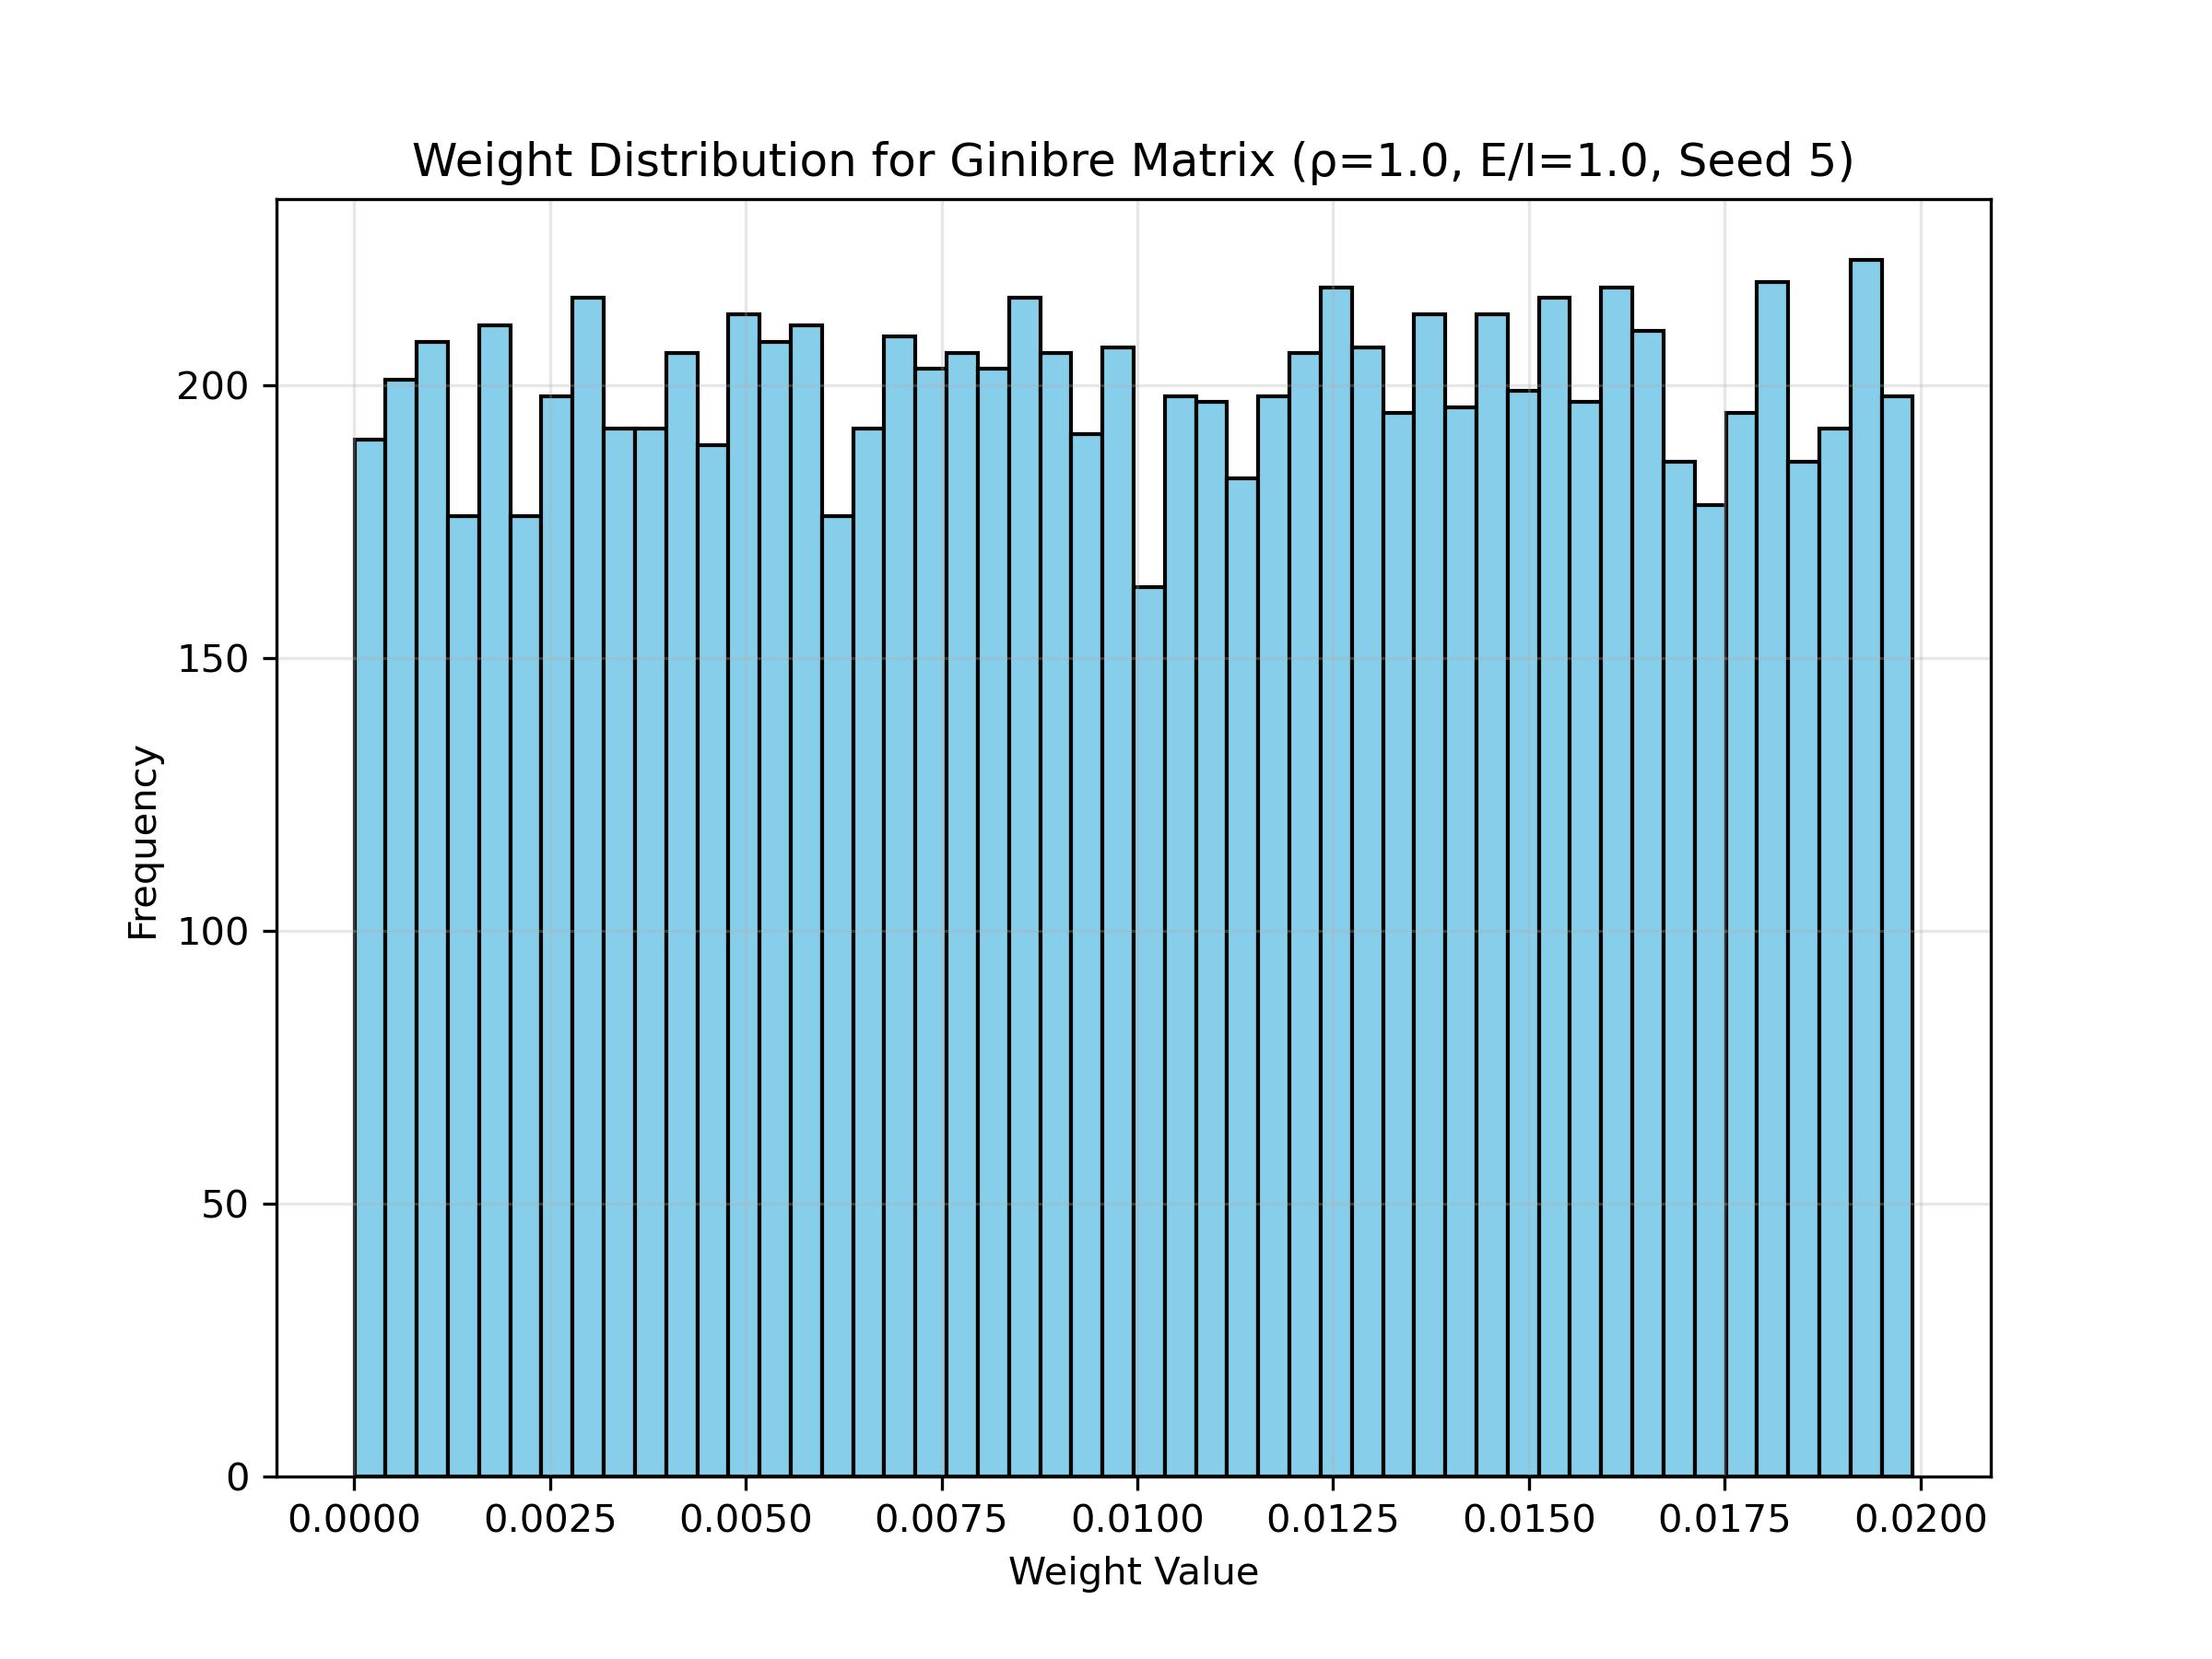 Weight Distribution for Ginibre Matrix (ρ=1.0, E/I=1.0, Seed 5)
Frequency
200
150
100
50
0
0.0000 0.0025 0.0050 0.0075 0.0100 0.0125 0.0150 0.0175 0.0200
Weight Value